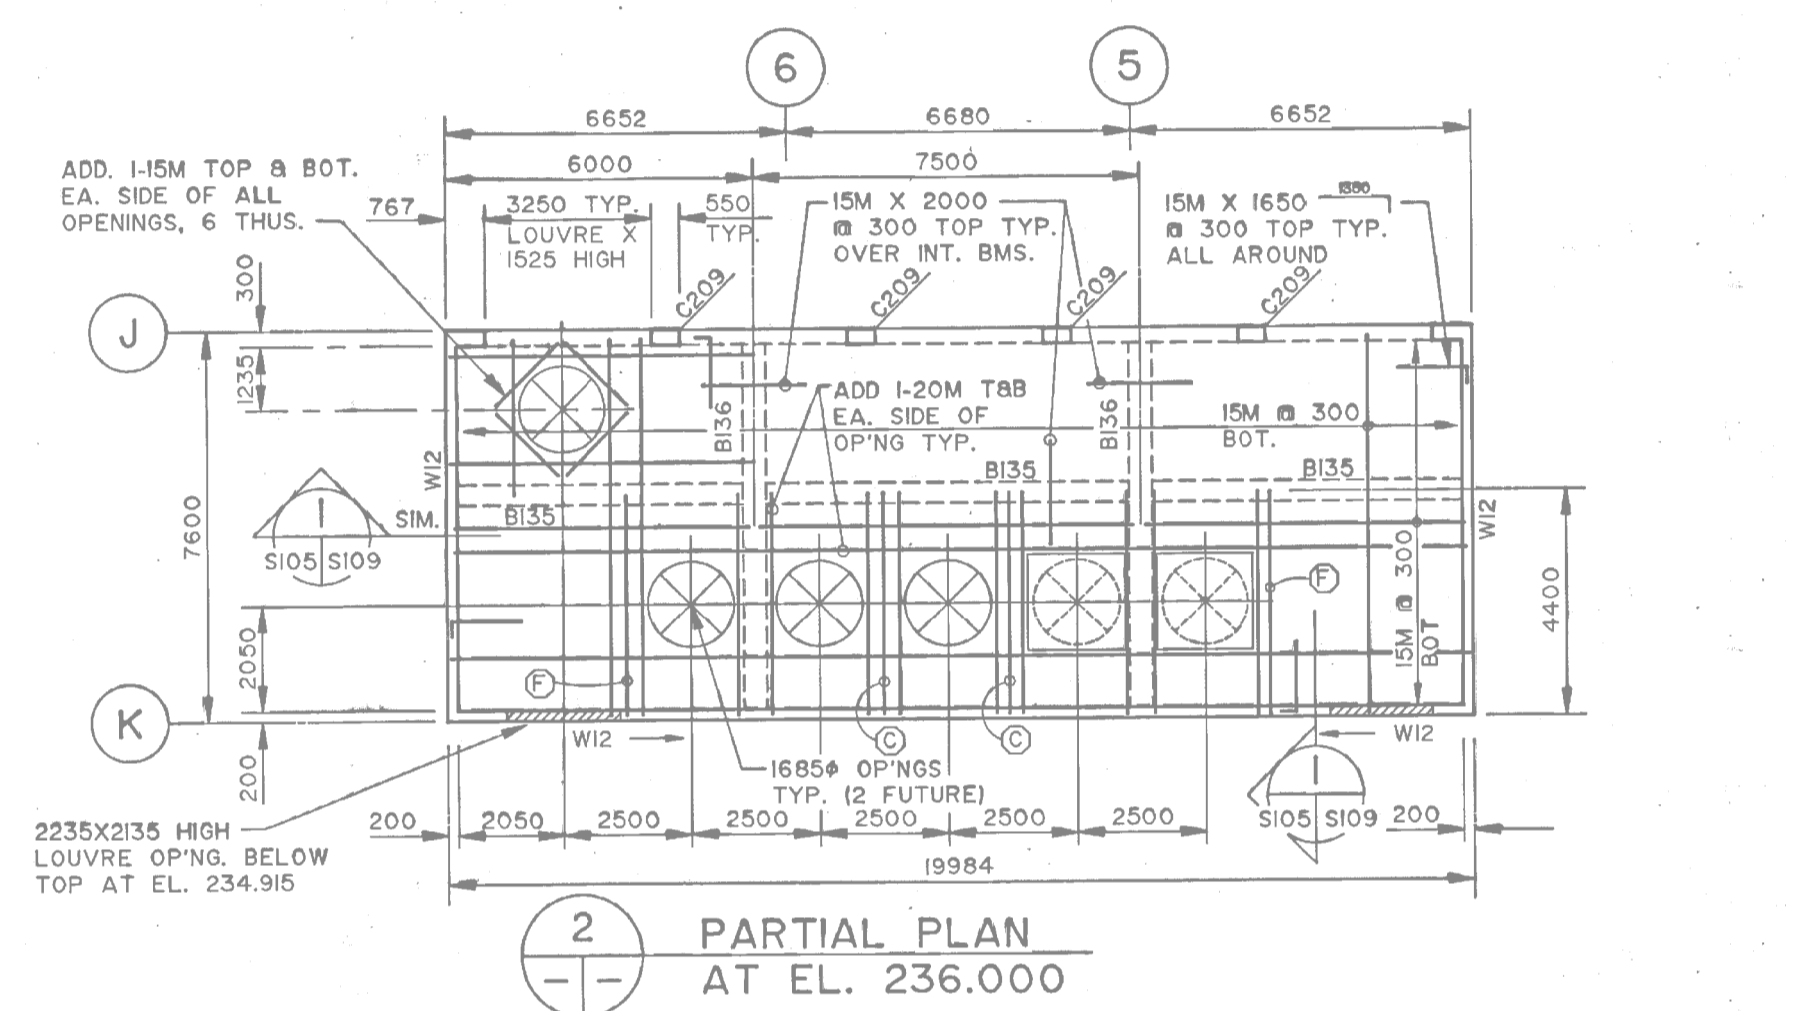 6
5
6652
6680
6652
6000
7500
ADD. 1-15M TOP & BOT.
EA. SIDE OF ALL
OPENINGS, 6 THUS.
767
3250 TYP.
LOUVRE X
1525 HIGH
550
TYP.
15M X 2000
@ 300 TOP TYP.
OVER INT. BMS.
15M X 1650
@ 300 TOP TYP.
ALL AROUND
300
C209
C209
C209
C209
J
1235
ADD 1-20M T&B
EA. SIDE OF
OP'NG TYP.
B136
B136
15M @ 300
BOT.
W12
B135
B135
B135
SIM.
1
S105
S109
7600
W12
15M @ 300
BOT
4400
F
2050
F
K
C
C
W12
W12
200
1685ϕ OP'NGS
TYP. (2 FUTURE)
1
S105
S109
2235X2135 HIGH
LOUVRE OP'NG. BELOW
TOP AT EL. 234.915
200
2050
2500
2500
2500
2500
2500
200
19984
2
PARTIAL PLAN
AT EL. 236.000